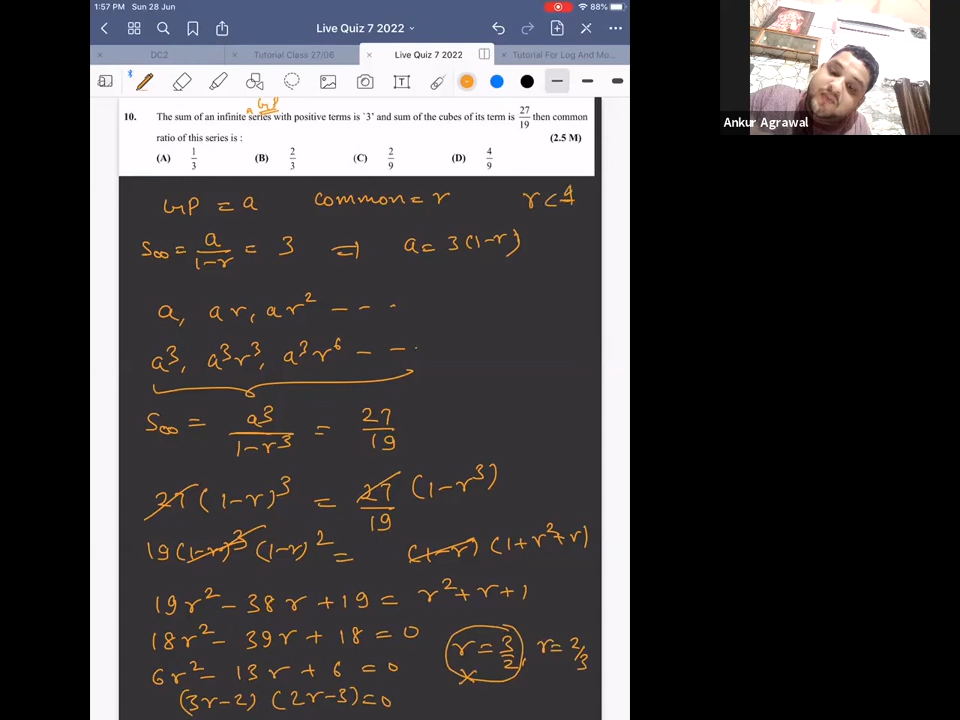 1:57 PM Sun 28 Jun 88%
Live Quiz 7 2022
DC2 Tutorial Class 27/06 Live Quiz 7 2022 Tutorial For Log And Mo...
a GP
10. The sum of an infinite series with positive terms is `3' and sum of the cubes of its term is 27/19 then common
ratio of this series is : (2.5 M)
(A) 1/3 (B) 2/3 (C) 2/9 (D) 4/9
GP = a common = r r < 1
S∞ = a/(1-r) = 3 ⇒ a = 3(1-r)
a, ar, ar² - - .
a³, a³r³, a³r⁶ - - .
S∞ = a³/(1-r³) = 27/19
27(1-r)³ = 27/19 (1-r³)
19(1-r)³ (1-r)² = (1-r) (1+r²+r)
19r² - 38r + 19 = r² + r + 1
18r² - 39r + 18 = 0
6r² - 13r + 6 = 0
(3r-2) (2r-3) = 0
r = 3/2, r = 2/3
x
Ankur Agrawal